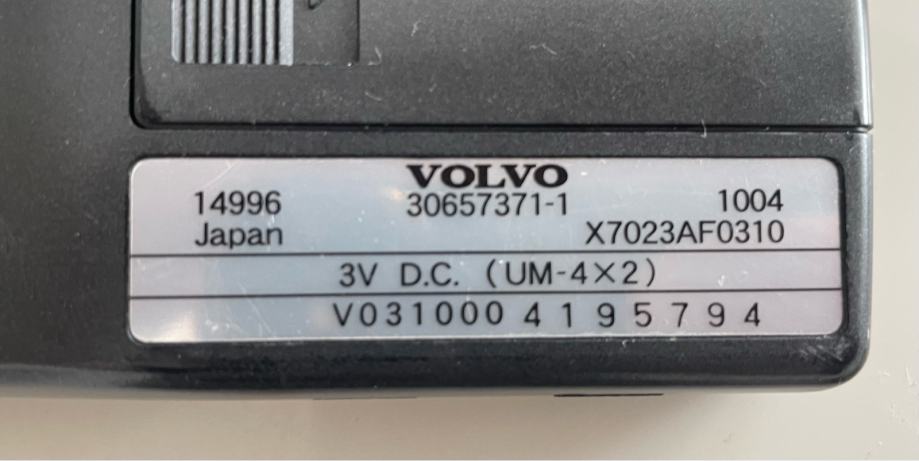 VOLVO
14996 30657371-1 1004
Japan X7023AF0310
3V D.C. (UM-4×2)
V031000 4 1 9 5 7 9 4